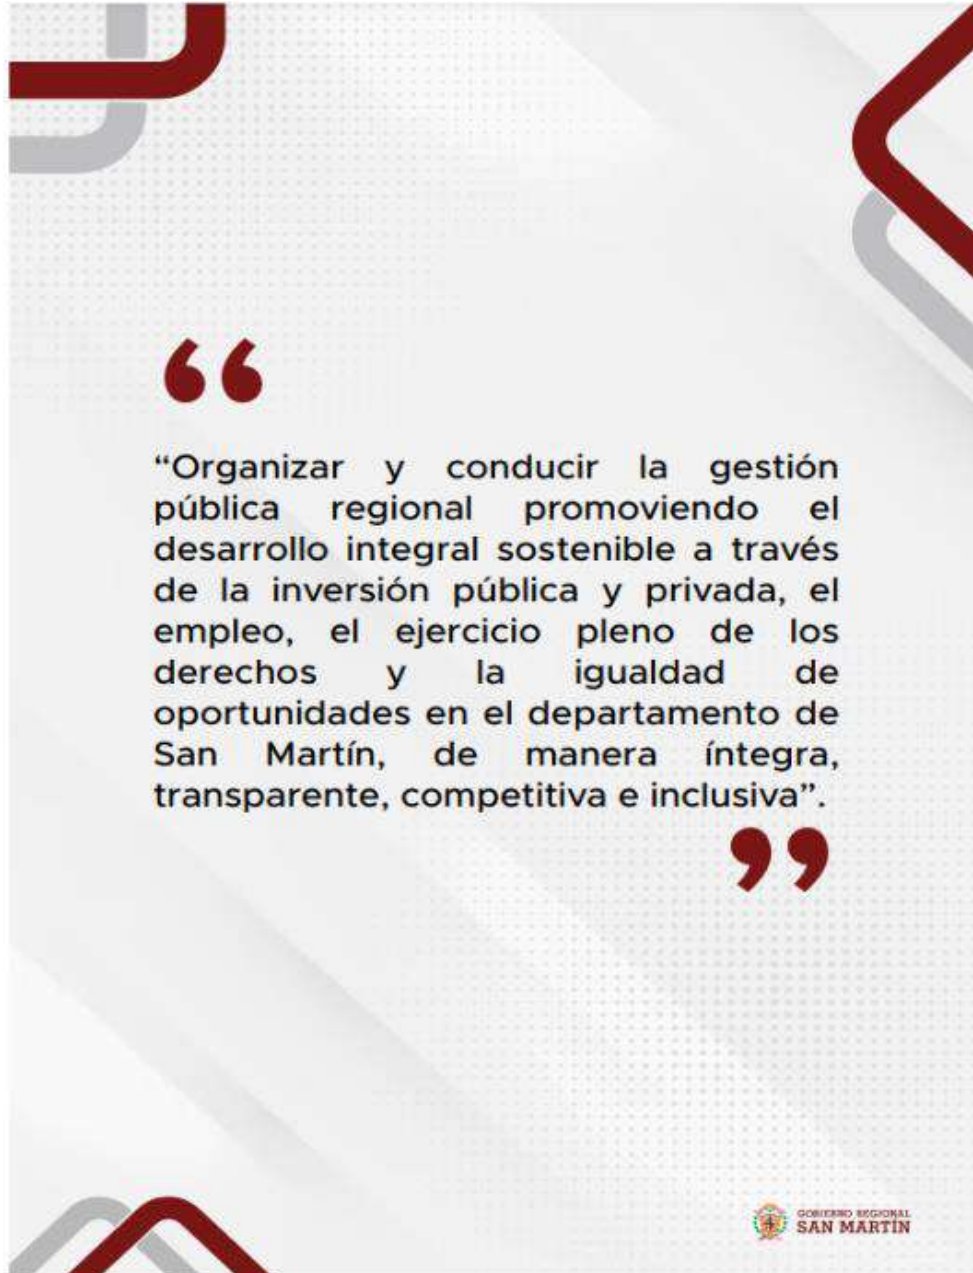 “Organizar y conducir la gestión
pública regional promoviendo el
desarrollo integral sostenible a través
de la inversión pública y privada, el
empleo, el ejercicio pleno de los
derechos y la igualdad de
oportunidades en el departamento de
San Martín, de manera íntegra,
transparente, competitiva e inclusiva”.
GOBIERNO REGIONAL
SAN MARTÍN